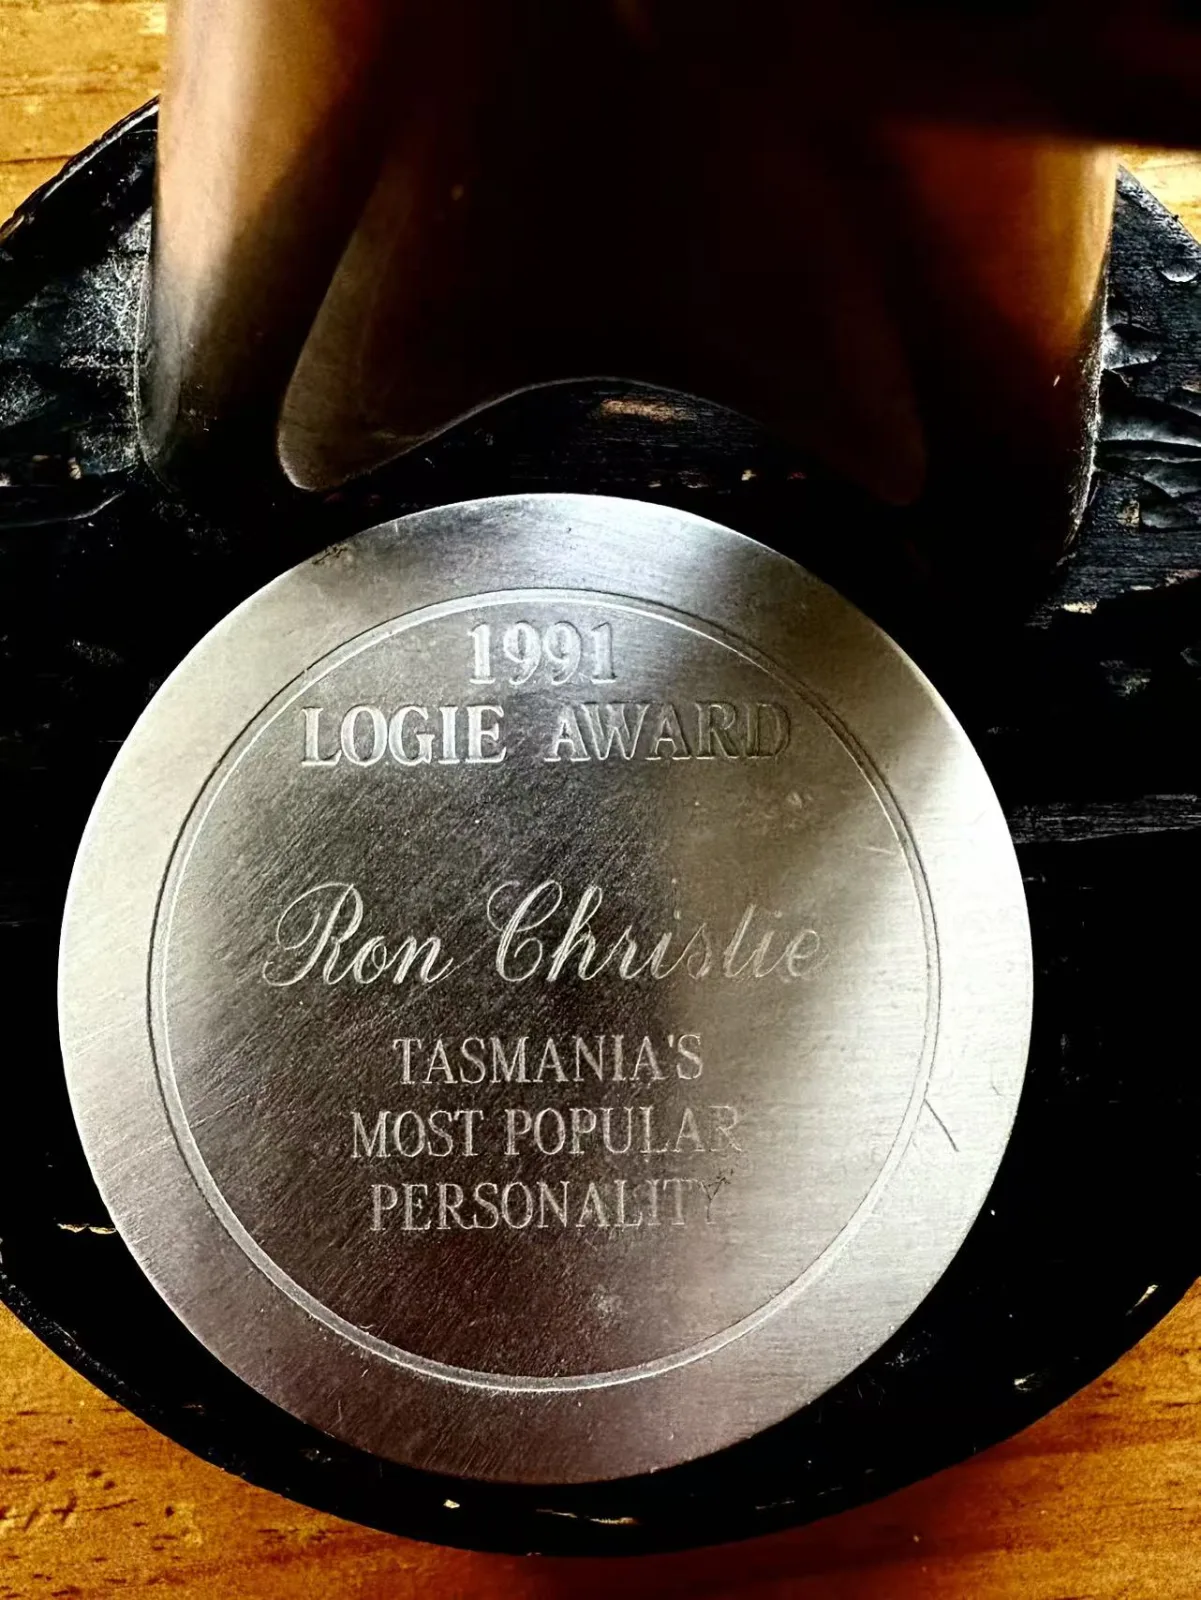 1991
LOGIE AWARD
Ron Christie
TASMANIA'S
MOST POPULAR
PERSONALITY